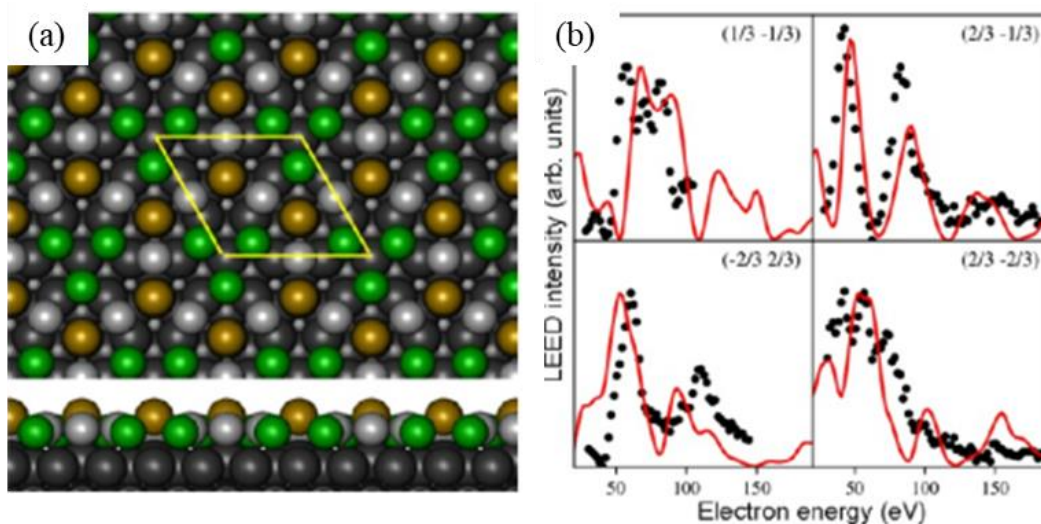 (a)
(b)
(1/3 -1/3)
(2/3 -1/3)
(-2/3 2/3)
(2/3 -2/3)
LEED intensity (arb. units)
50 100 150 50 100 150
Electron energy (eV)